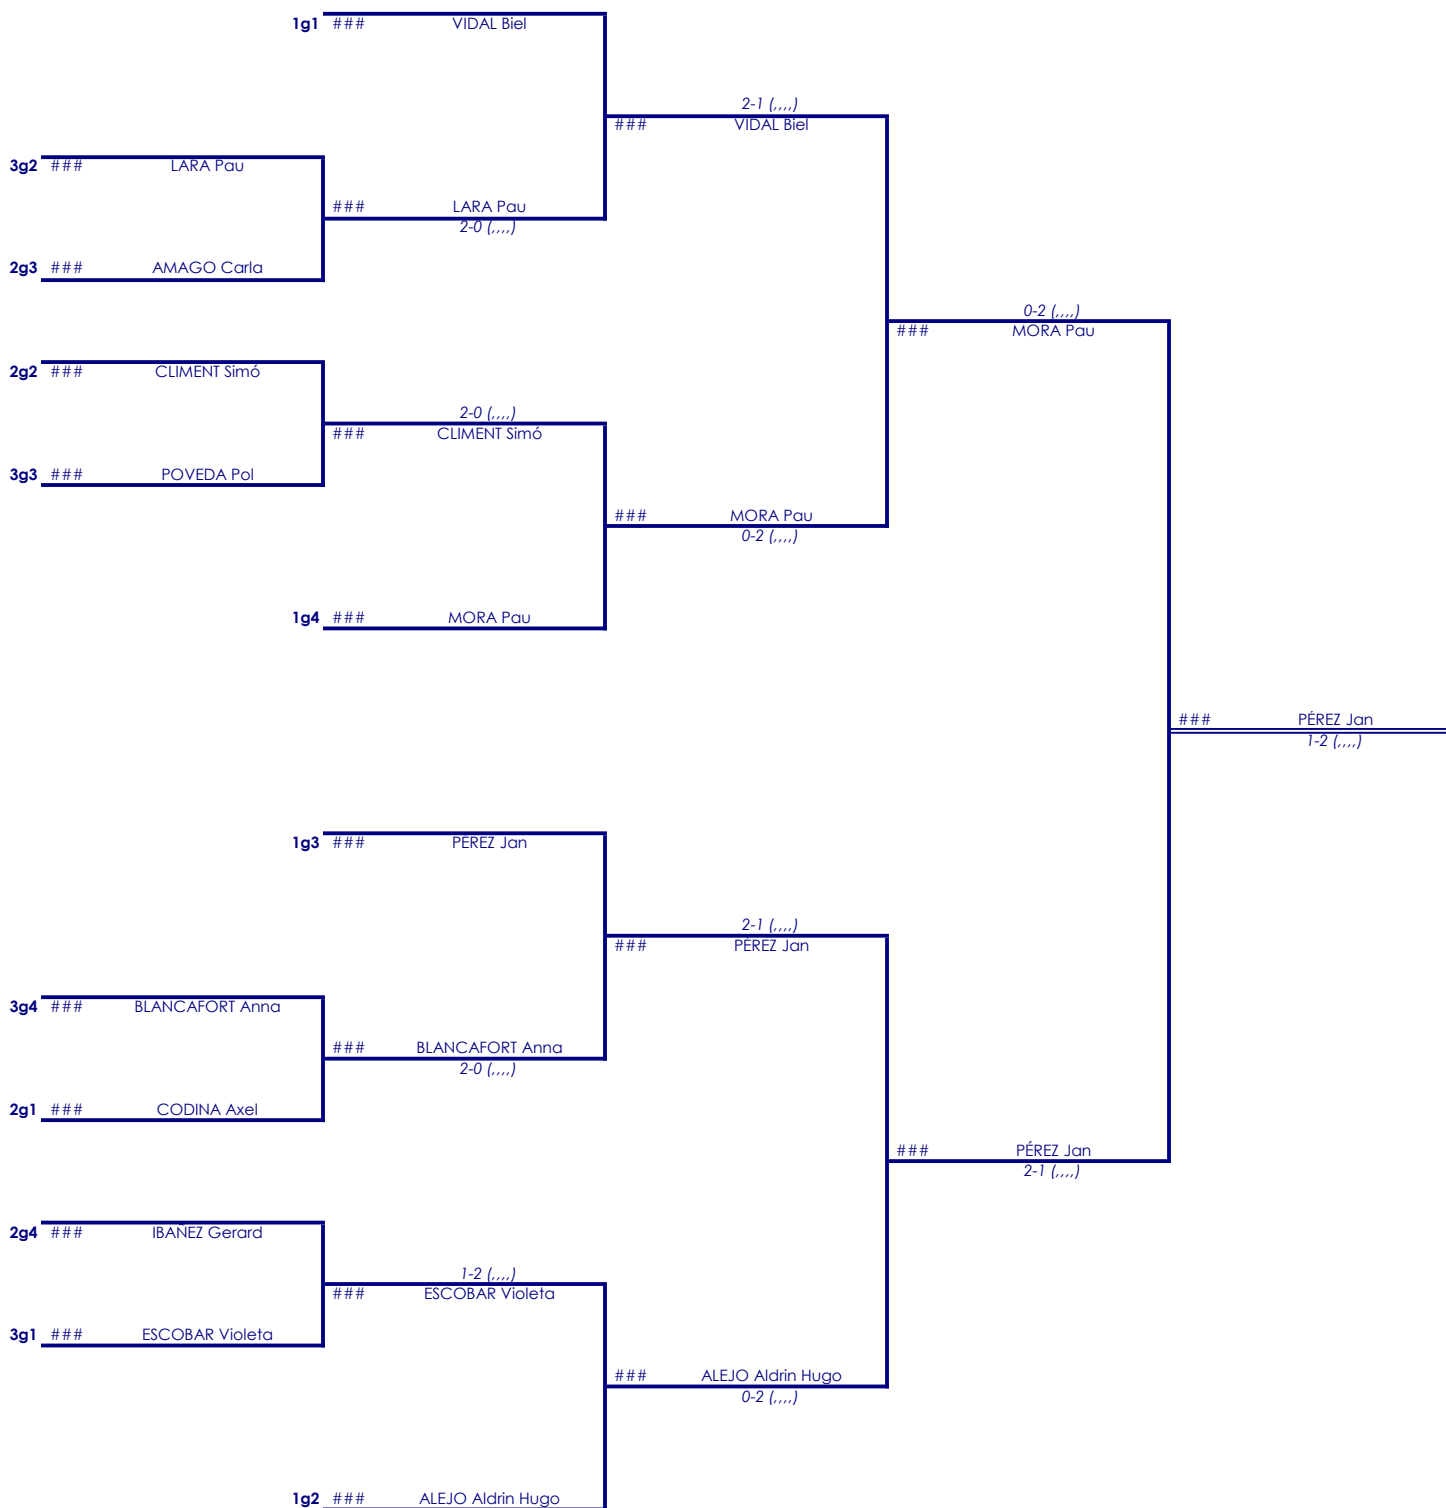 1g1 ### VIDAL Biel
2-1 (,,,,)
### VIDAL Biel
3g2 ### LARA Pau
### LARA Pau
2-0 (,,,,)
2g3 ### AMAGO Carla
0-2 (,,,,)
### MORA Pau
2g2 ### CLIMENT Simó
2-0 (,,,,)
### CLIMENT Simó
3g3 ### POVEDA Pol
### MORA Pau
0-2 (,,,,)
1g4 ### MORA Pau
### PÉREZ Jan
1-2 (,,,,)
1g3 ### PÉREZ Jan
2-1 (,,,,)
### PÉREZ Jan
3g4 ### BLANCAFORT Anna
### BLANCAFORT Anna
2-0 (,,,,)
2g1 ### CODINA Axel
### PÉREZ Jan
2-1 (,,,,)
2g4 ### IBAÑEZ Gerard
1-2 (,,,,)
### ESCOBAR Violeta
3g1 ### ESCOBAR Violeta
### ALEJO Aldrin Hugo
0-2 (,,,,)
1g2 ### ALEJO Aldrin Hugo